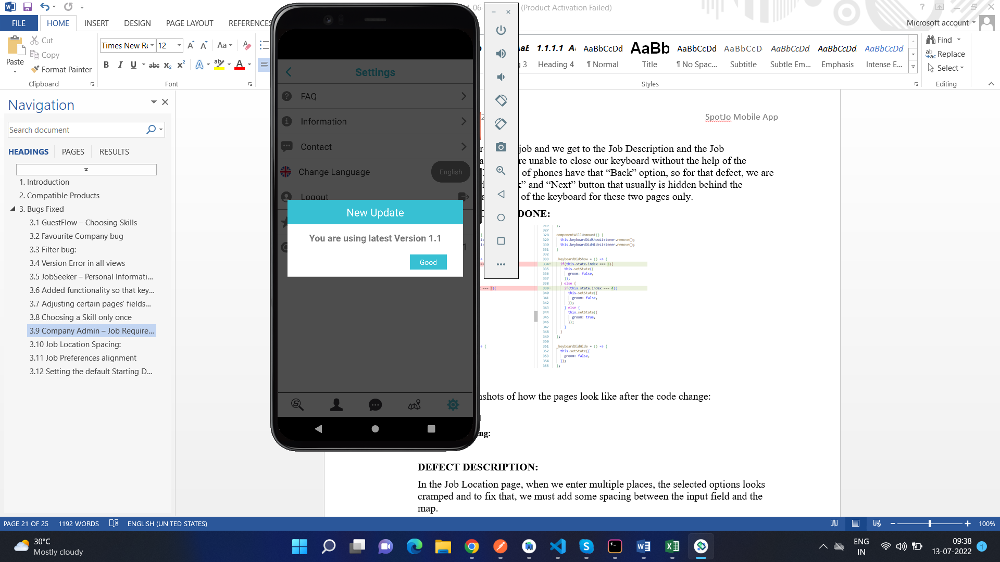 4-06-
(Product Activation Failed)
FILE
HOME
INSERT
DESIGN
PAGE LAYOUT
REFERENCES
Microsoft account
Paste
Cut
Copy
Format Painter
Clipboard
Times New Ro
12
Aa
B I U abc x₂ x²
A ab A
Font
AaE
1.1.1.1 A
AaBbCcDd
AaBb
AaBbCcDd
AaBbCcD
AaBbCcDd
AaBbCcDd
AaBbCcDd
g 3
Heading 4
¶ Normal
Title
¶ No Spac...
Subtitle
Subtle Em...
Emphasis
Intense E...
Styles
Find
Replace
Select
Editing
Navigation
Search document
HEADINGS
PAGES
RESULTS
1. Introduction
2. Compatible Products
3. Bugs Fixed
3.1 GuestFlow – Choosing Skills
3.2 Favourite Company bug
3.3 Filter bug:
3.4 Version Error in all views
3.5 JobSeeker – Personal Informati...
3.6 Added functionality so that key...
3.7 Adjusting certain pages’ fields...
3.8 Choosing a Skill only once
3.9 Company Admin – Job Require...
3.10 Job Location Spacing:
3.11 Job Preferences alignment
3.12 Setting the default Starting D...
Settings
FAQ
Information
Contact
Change Language
English
Logout
New Update
You are using latest Version 1.1
Good
SpotJo Mobile App
job and we get to the Job Description and the Job
re unable to close our keyboard without the help of the
t of phones have that “Back” option, so for that defect, we are
k” and “Next” button that usually is hidden behind the
of the keyboard for these two pages only.
DONE:
326 };
327
328 componentWillUnmount() {
329 this.keyboardDidShowListener.remove();
330 this.keyboardDidHideListener.remove();
331 }
332
333 _keyboardDidShow = () => {
334+ if(this.state.index === 3){
335 this.setState({
336 groom: false,
337 });
338 } else {
339+ if(this.state.index === 4){
340 this.setState({
341 groom: false,
342 });
343 } else {
344 this.setState({
345 groom: true,
346 });
347 }
348 }
349 };
350
351 _keyboardDidHide = () => {
352 this.setState({
353 groom: false,
354 });
355 };
nshots of how the pages look like after the code change:
ng:
DEFECT DESCRIPTION:
In the Job Location page, when we enter multiple places, the selected options looks
cramped and to fix that, we must add some spacing between the input field and the
map.
PAGE 21 OF 25
1192 WORDS
ENGLISH (UNITED STATES)
100%
30°C
Mostly cloudy
ENG
IN
09:38
13-07-2022
1